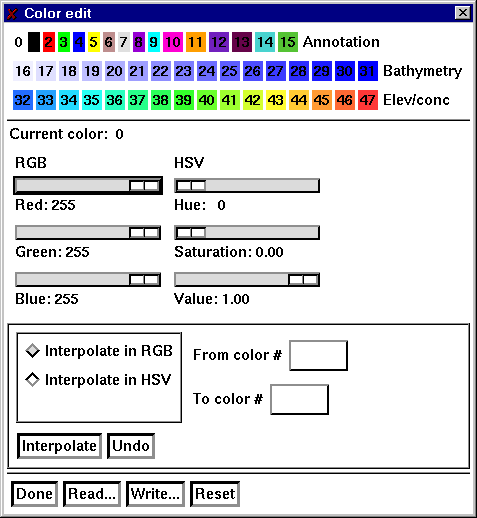 Color edit
0 1 2 3 4 5 6 7 8 9 10 11 12 13 14 15 Annotation
16 17 18 19 20 21 22 23 24 25 26 27 28 29 30 31 Bathymetry
32 33 34 35 36 37 38 39 40 41 42 43 44 45 46 47 Elev/conc
Current color: 0
RGB HSV
Red: 255 Hue: 0
Green: 255 Saturation: 0.00
Blue: 255 Value: 1.00
Interpolate in RGB From color #
Interpolate in HSV
To color #
Interpolate Undo
Done Read... Write... Reset